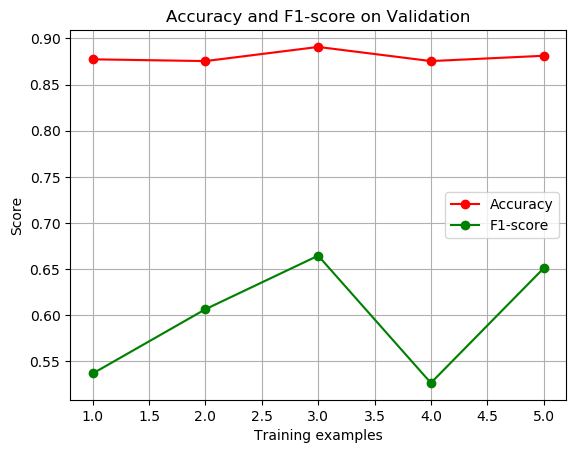 Accuracy and F1-score on Validation
0.90
0.85
0.80
0.75
0.70
0.65
0.60
0.55
Score
Accuracy
F1-score
1.0 1.5 2.0 2.5 3.0 3.5 4.0 4.5 5.0
Training examples